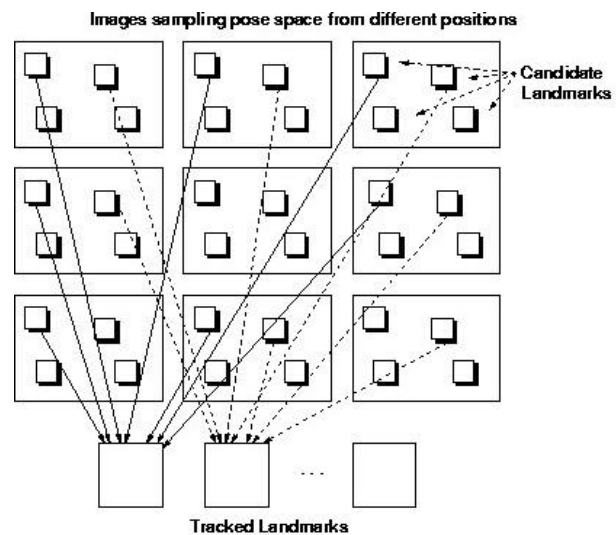 Images sampling pose space from different positions
Candidate
Landmarks
...
Tracked Landmarks